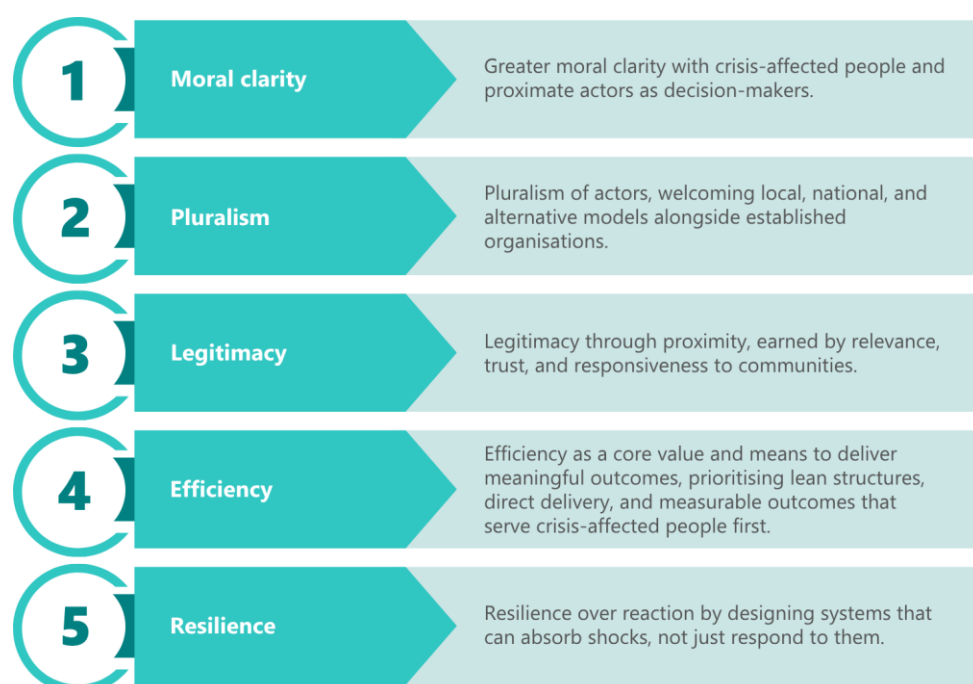 1
Moral clarity
Greater moral clarity with crisis-affected people and
proximate actors as decision-makers.
2
Pluralism
Pluralism of actors, welcoming local, national, and
alternative models alongside established
organisations.
3
Legitimacy
Legitimacy through proximity, earned by relevance,
trust, and responsiveness to communities.
4
Efficiency
Efficiency as a core value and means to deliver
meaningful outcomes, prioritising lean structures,
direct delivery, and measurable outcomes that
serve crisis-affected people first.
5
Resilience
Resilience over reaction by designing systems that
can absorb shocks, not just respond to them.